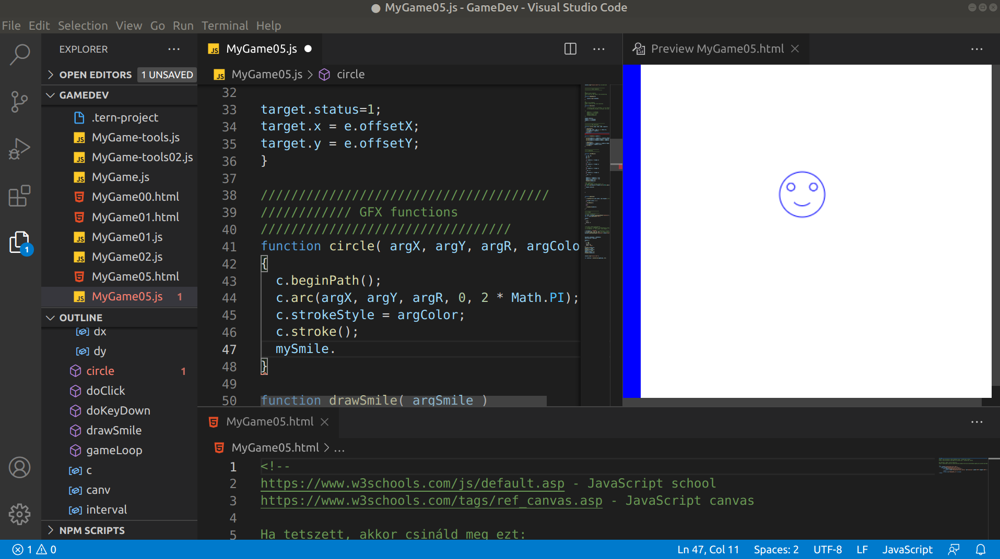 MyGame05.js - GameDev - Visual Studio Code
File Edit Selection View Go Run Terminal Help
EXPLORER
OPEN EDITORS 1 UNSAVED
GAMEDEV
.tern-project
MyGame-tools.js
MyGame-tools02.js
MyGame.js
MyGame00.html
MyGame01.html
MyGame01.js
MyGame02.js
MyGame05.html
MyGame05.js 1
OUTLINE
dx
dy
circle 1
doClick
doKeyDown
drawSmile
gameLoop
c
canv
interval
NPM SCRIPTS
1
MyGame05.js
MyGame05.js > circle
32
33 target.status=1;
34 target.x = e.offsetX;
35 target.y = e.offsetY;
36 }
37
38 //////////////////////////////////////
39 //////////// GFX functions
40 /////////////////////////////////
41 function circle( argX, argY, argR, argColo
42 {
43 c.beginPath();
44 c.arc(argX, argY, argR, 0, 2 * Math.PI);
45 c.strokeStyle = argColor;
46 c.stroke();
47 mySmile.
48 }
49
50 function drawSmile( argSmile )
Preview MyGame05.html
MyGame05.html
MyGame05.html > ...
1 <!--
2 https://www.w3schools.com/js/default.asp - JavaScript school
3 https://www.w3schools.com/tags/ref_canvas.asp - JavaScript canvas
4
5 Ha tetszett, akkor csináld meg ezt:
1 0
Ln 47, Col 11 Spaces: 2 UTF-8 LF JavaScript